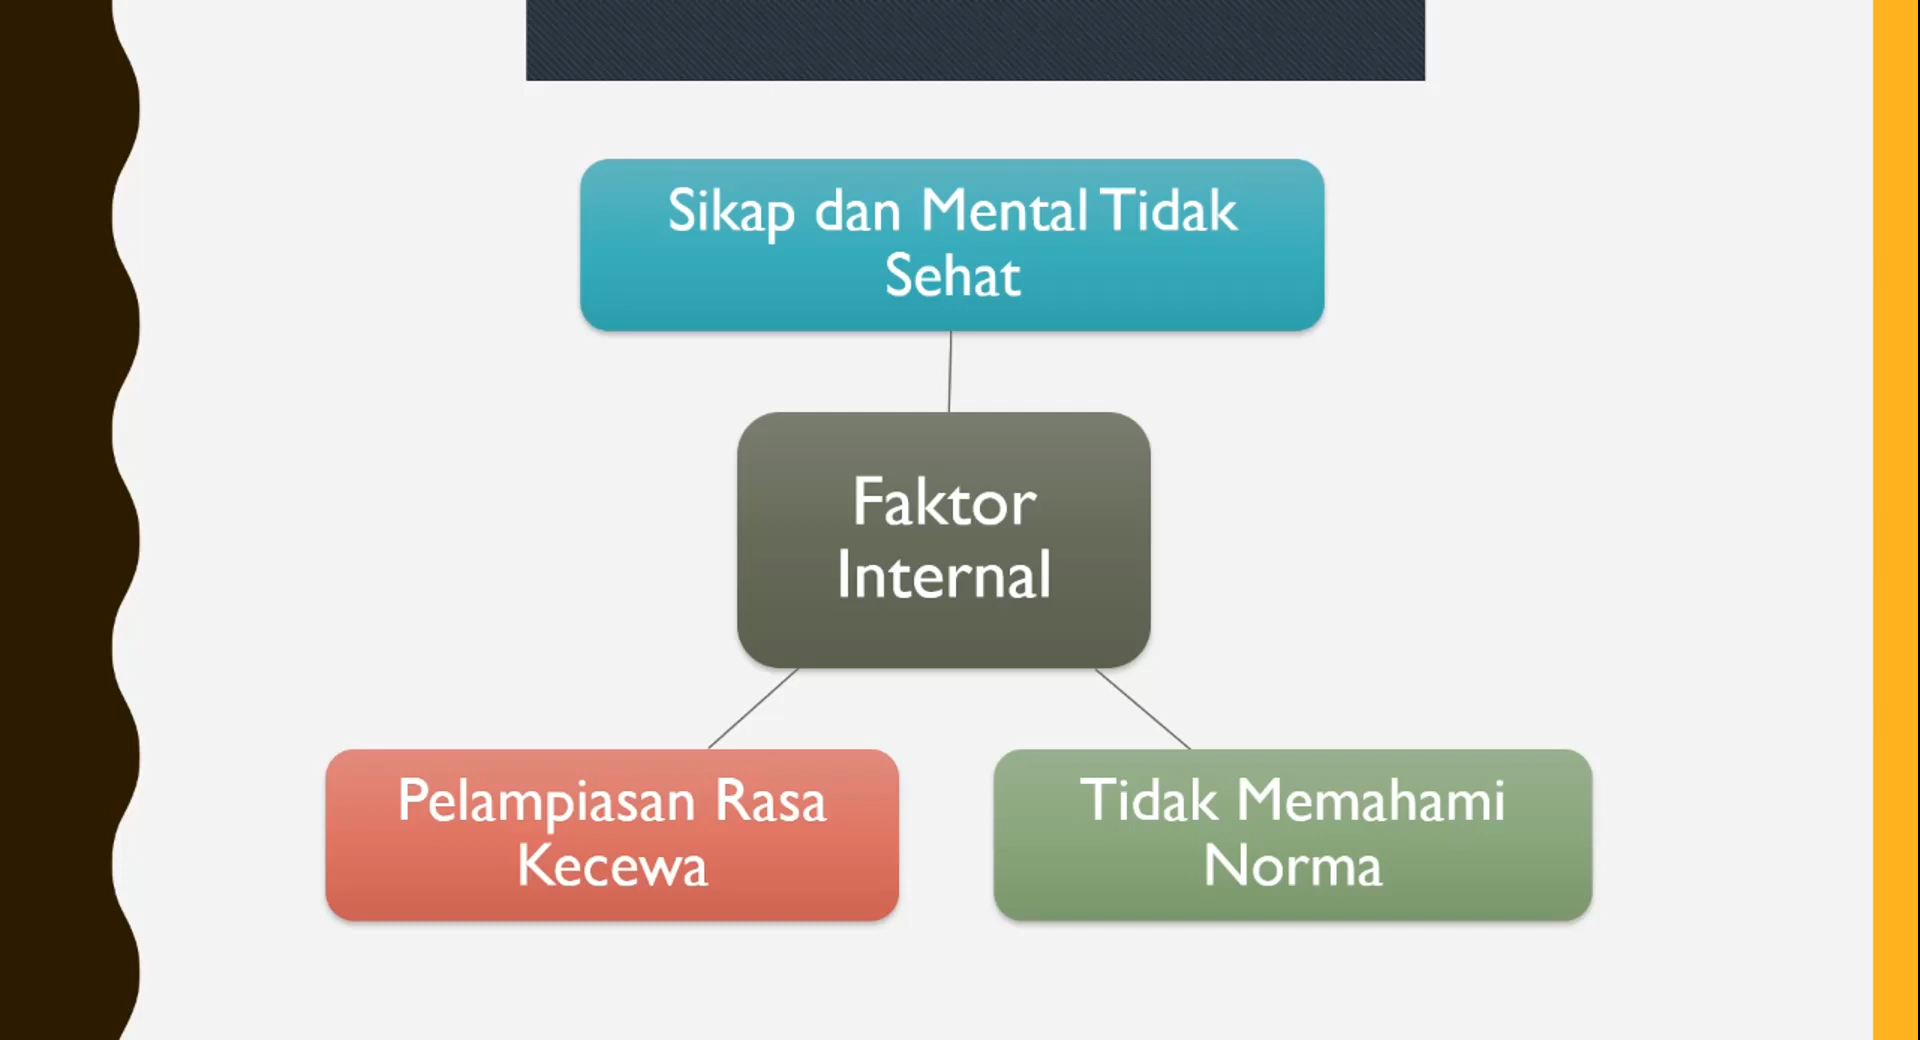 Sikap dan Mental Tidak
Sehat
Faktor
Internal
Pelampiasan Rasa
Kecewa
Tidak Memahami
Norma